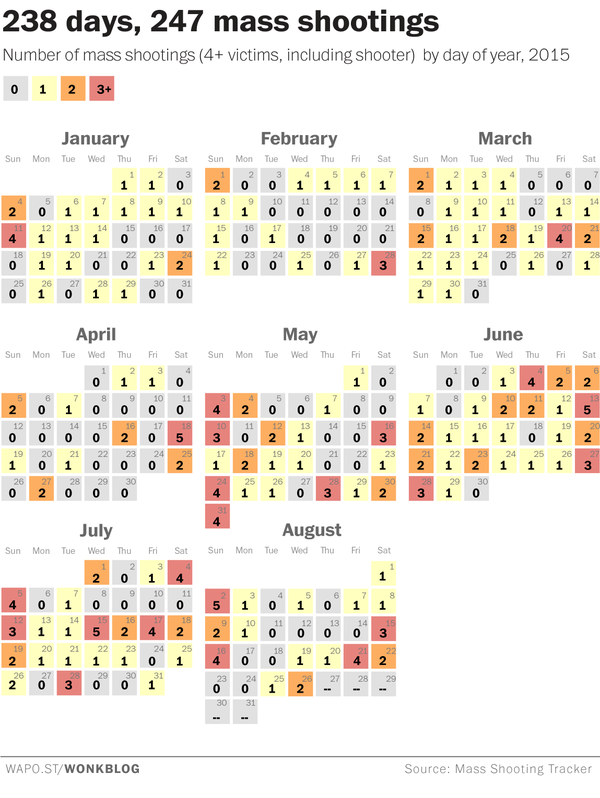 238 days, 247 mass shootings
Number of mass shootings (4+ victims, including shooter) by day of year, 2015
0 1 2 3+
January
Sun Mon Tue Wed Thu Fri Sat
1 2 3
1 1 0
4 5 6 7 8 9 10
2 0 1 1 1 1 1
11 12 13 14 15 16 17
4 1 1 1 0 0 0
18 19 20 21 22 23 24
0 1 1 0 0 1 2
25 26 27 28 29 30 31
0 1 0 1 1 0 0
February
Sun Mon Tue Wed Thu Fri Sat
1 2 3 4 5 6 7
2 0 0 1 1 1 1
8 9 10 11 12 13 14
1 1 0 0 0 0 0
15 16 17 18 19 20 21
1 0 1 0 0 0 0
22 23 24 25 26 27 28
1 0 0 1 0 1 3
March
Sun Mon Tue Wed Thu Fri Sat
1 2 3 4 5 6 7
2 1 1 1 0 0 0
8 9 10 11 12 13 14
0 1 1 1 0 1 1
15 16 17 18 19 20 21
2 1 1 2 1 4 2
22 23 24 25 26 27 28
1 1 1 0 1 0 1
29 30 31
1 1 0
April
Sun Mon Tue Wed Thu Fri Sat
1 2 3 4
0 1 1 0
5 6 7 8 9 10 11
2 0 1 0 0 0 0
12 13 14 15 16 17 18
0 0 0 0 2 0 5
19 20 21 22 23 24 25
1 0 1 0 0 0 2
26 27 28 29 30
0 2 0 0 0
May
Sun Mon Tue Wed Thu Fri Sat
1 2
1 0
3 4 5 6 7 8 9
4 2 0 0 1 0 0
10 11 12 13 14 15 16
3 0 2 1 0 0 3
17 18 19 20 21 22 23
1 2 1 1 0 0 1
24 25 26 27 28 29 30
4 1 1 0 3 1 2
31
4
June
Sun Mon Tue Wed Thu Fri Sat
1 2 3 4 5 6
0 0 1 4 2 2
7 8 9 10 11 12 13
1 0 1 2 2 1 5
14 15 16 17 18 19 20
2 1 1 1 0 1 2
21 22 23 24 25 26 27
2 1 2 1 1 1 3
28 29 30
3 1 0
July
Sun Mon Tue Wed Thu Fri Sat
1 2 3 4
2 0 1 4
5 6 7 8 9 10 11
4 0 1 0 0 0 0
12 13 14 15 16 17 18
3 1 1 5 2 4 2
19 20 21 22 23 24 25
2 1 1 1 1 0 1
26 27 28 29 30 31
2 0 3 0 0 1
August
Sun Mon Tue Wed Thu Fri Sat
1
1
2 3 4 5 6 7 8
5 1 0 1 0 1 1
9 10 11 12 13 14 15
2 1 0 0 0 0 3
16 17 18 19 20 21 22
4 0 0 1 1 4 2
23 24 25 26 27 28 29
0 0 1 2 -- -- --
30 31
-- --
WAPO.ST/WONKBLOG
Source: Mass Shooting Tracker